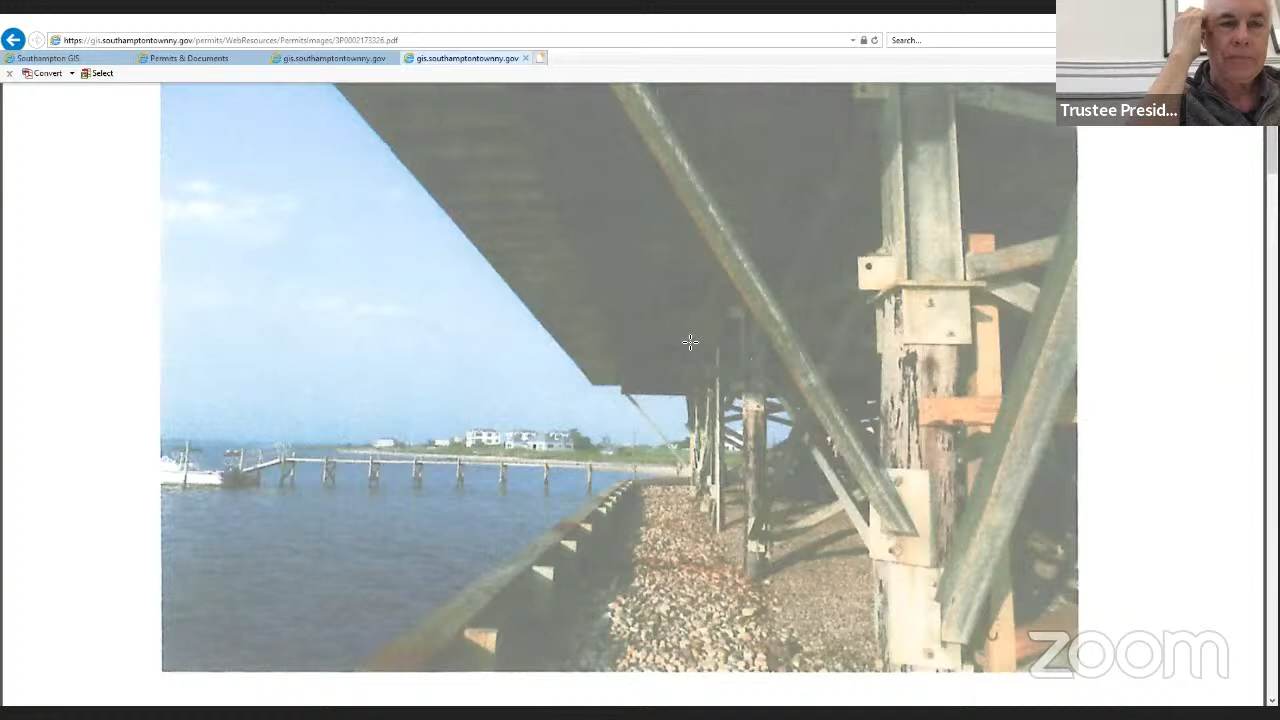 https://gis.southamptontownny.gov/permits/WebResources/PermitsImages/3P0002173326.pdf
Search...
Southampton GIS
Permits & Documents
gis.southamptontownny.gov
gis.southamptontownny.gov
Convert
Select
Trustee Presid...
zoom